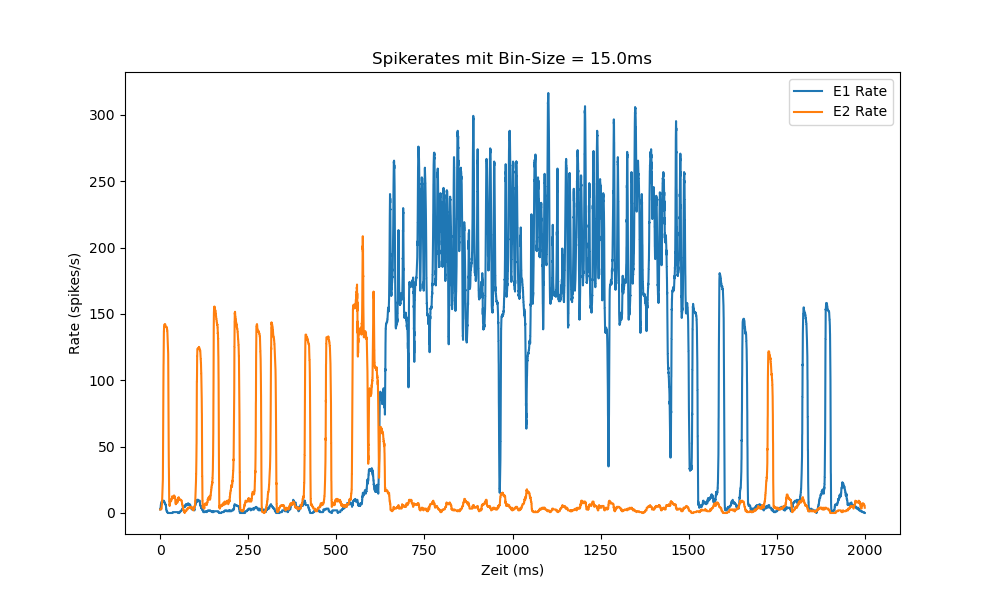 Spikerates mit Bin-Size = 15.0ms
E1 Rate
E2 Rate
Rate (spikes/s)
300
250
200
150
100
50
0
0 250 500 750 1000 1250 1500 1750 2000
Zeit (ms)